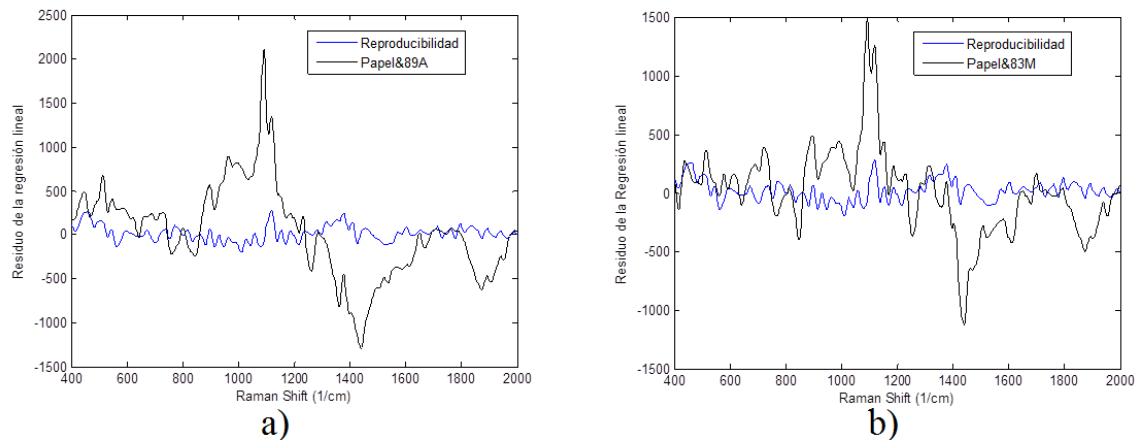 2500
2000
1500
1000
500
0
-500
-1000
-1500
Residuo de la regresión lineal
Reproducibilidad
Papel&89A
400 600 800 1000 1200 1400 1600 1800 2000
Raman Shift (1/cm)
a)
1500
1000
500
0
-500
-1000
-1500
Residuo de la Regresión lineal
Reproducibilidad
Papel&83M
400 600 800 1000 1200 1400 1600 1800 2000
Raman Shift (1/cm)
b)